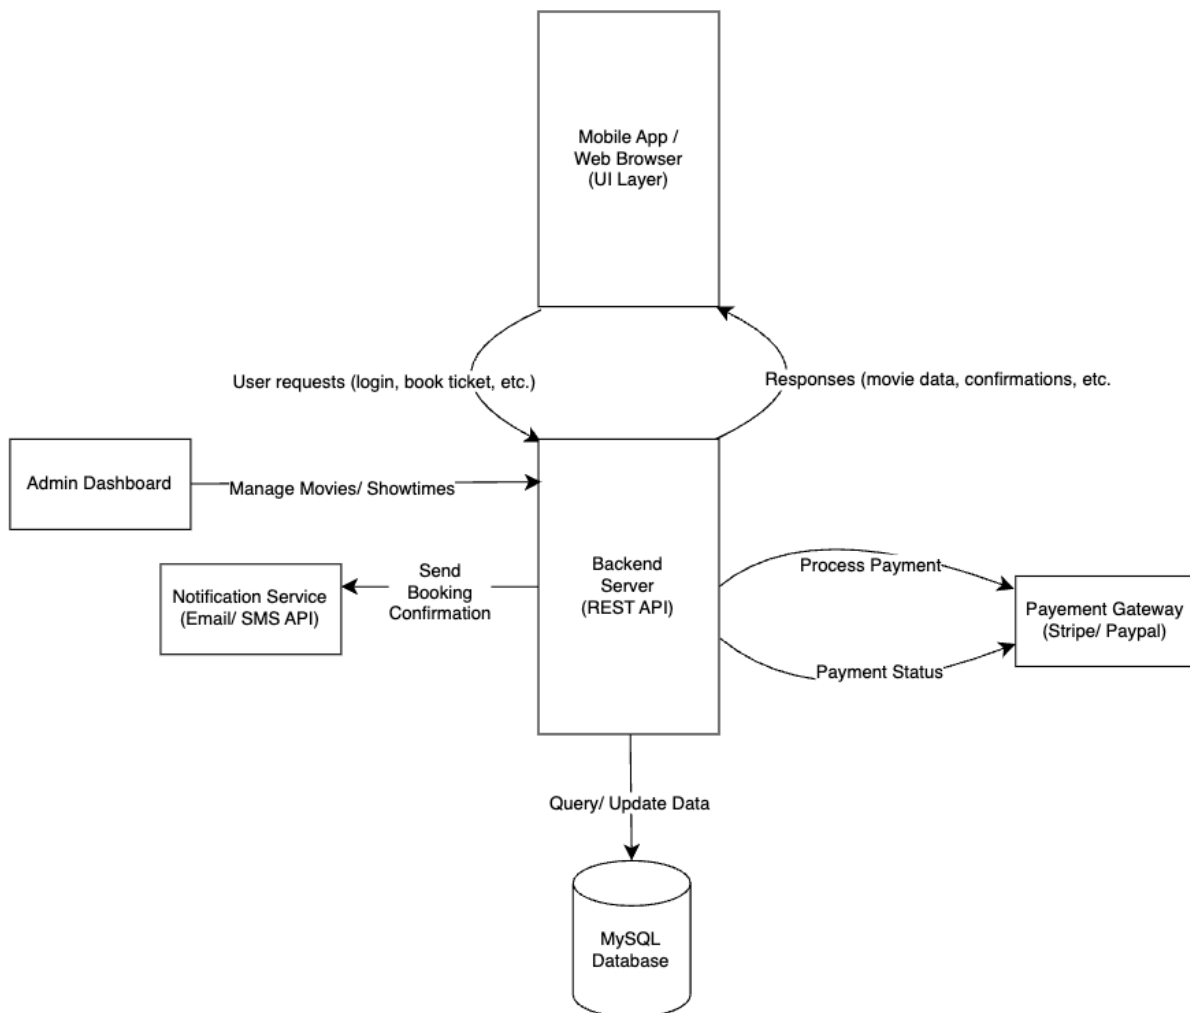 Mobile App /
Web Browser
(UI Layer)
User requests (login, book ticket, etc.)
Responses (movie data, confirmations, etc.
Admin Dashboard
Manage Movies/ Showtimes
Backend
Server
(REST API)
Notification Service
(Email/ SMS API)
Send
Booking
Confirmation
Process Payment
Payement Gateway
(Stripe/ Paypal)
Payment Status
Query/ Update Data
MySQL
Database